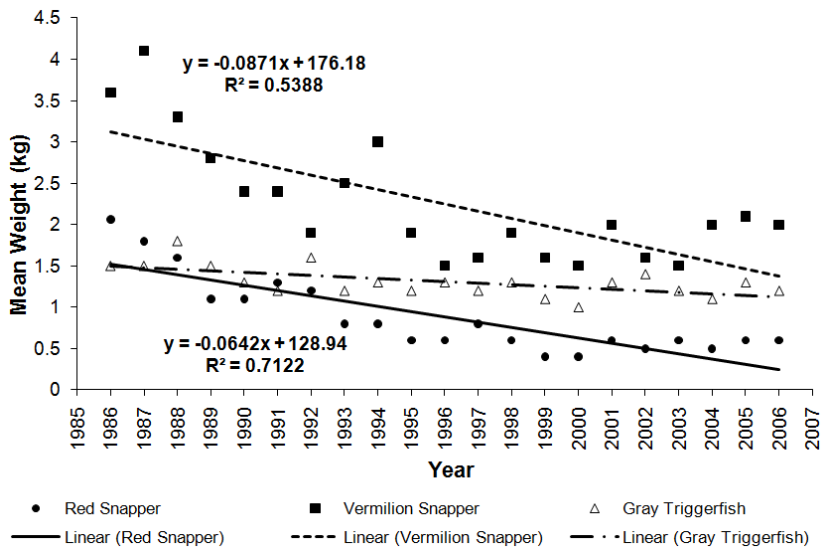 4.5
4
3.5
3
2.5
2
1.5
1
0.5
0
Mean Weight (kg)
y = -0.0871x + 176.18
R² = 0.5388
y = -0.0642x + 128.94
R² = 0.7122
1985 1986 1987 1988 1989 1990 1991 1992 1993 1994 1995 1996 1997 1998 1999 2000 2001 2002 2003 2004 2005 2006 2007
Year
Red Snapper Vermilion Snapper Gray Triggerfish
Linear (Red Snapper) Linear (Vermilion Snapper) Linear (Gray Triggerfish)